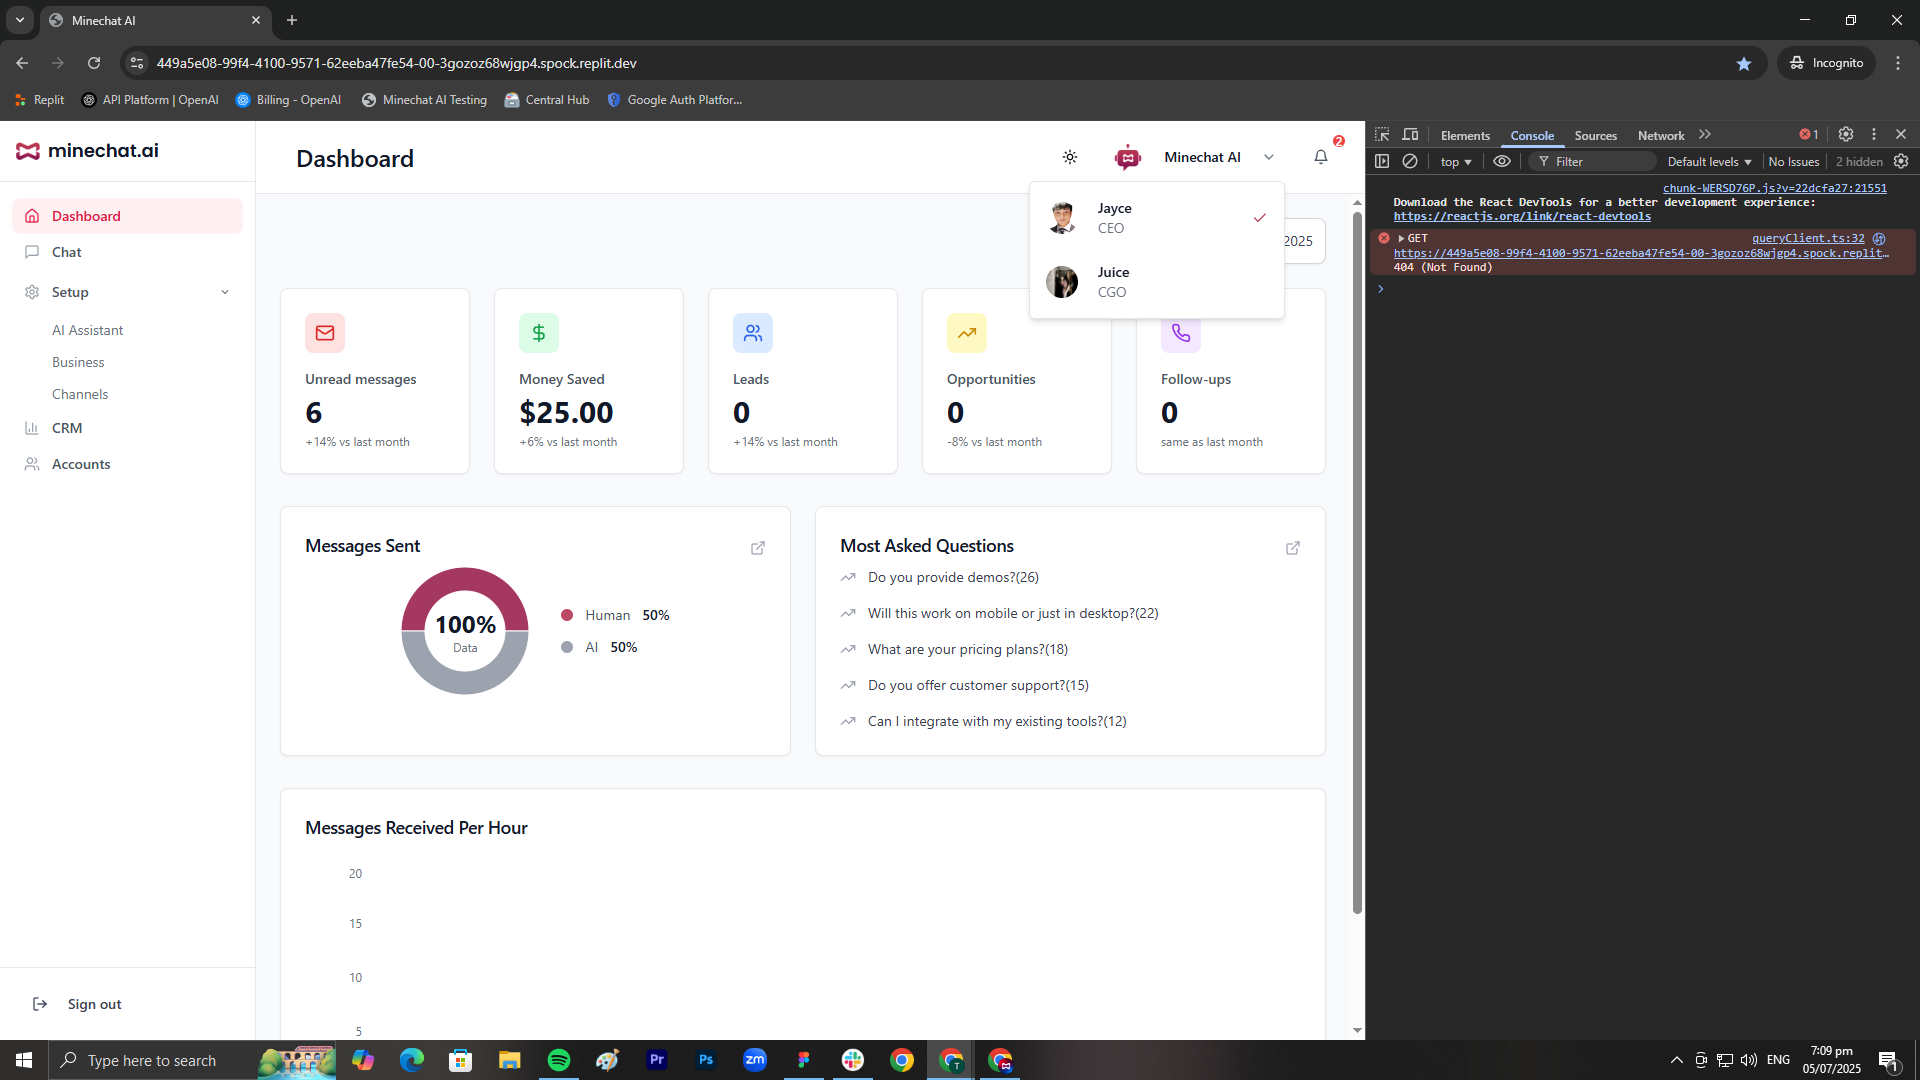 Minechat AI
449a5e08-99f4-4100-9571-62eeba47fe54-00-3gozoz68wjgp4.spock.replit.dev
Incognito
Replit
API Platform | OpenAI
Billing - OpenAI
Minechat AI Testing
Central Hub
Google Auth Platfor...
minechat.ai
Dashboard
Chat
Setup
AI Assistant
Business
Channels
CRM
Accounts
Sign out
Dashboard
Minechat AI
2
Jayce
CEO
Juice
CGO
2025
Unread messages
6
+14% vs last month
Money Saved
$25.00
+6% vs last month
Leads
0
+14% vs last month
Opportunities
0
-8% vs last month
Follow-ups
0
same as last month
Messages Sent
100%
Data
Human 50%
AI 50%
Most Asked Questions
Do you provide demos?(26)
Will this work on mobile or just in desktop?(22)
What are your pricing plans?(18)
Do you offer customer support?(15)
Can I integrate with my existing tools?(12)
Messages Received Per Hour
20
15
10
5
Elements
Console
Sources
Network
1
top
Filter
Default levels
No Issues
2 hidden
chunk-WERSD76P.js?v=22dcfa27:21551
Download the React DevTools for a better development experience:
https://reactjs.org/link/react-devtools
GET queryClient.ts:32
https://449a5e08-99f4-4100-9571-62eeba47fe54-00-3gozoz68wjgp4.spock.replit…
404 (Not Found)
Type here to search
Pr
Ps
zm
T
ENG
7:09 pm
05/07/2025
1